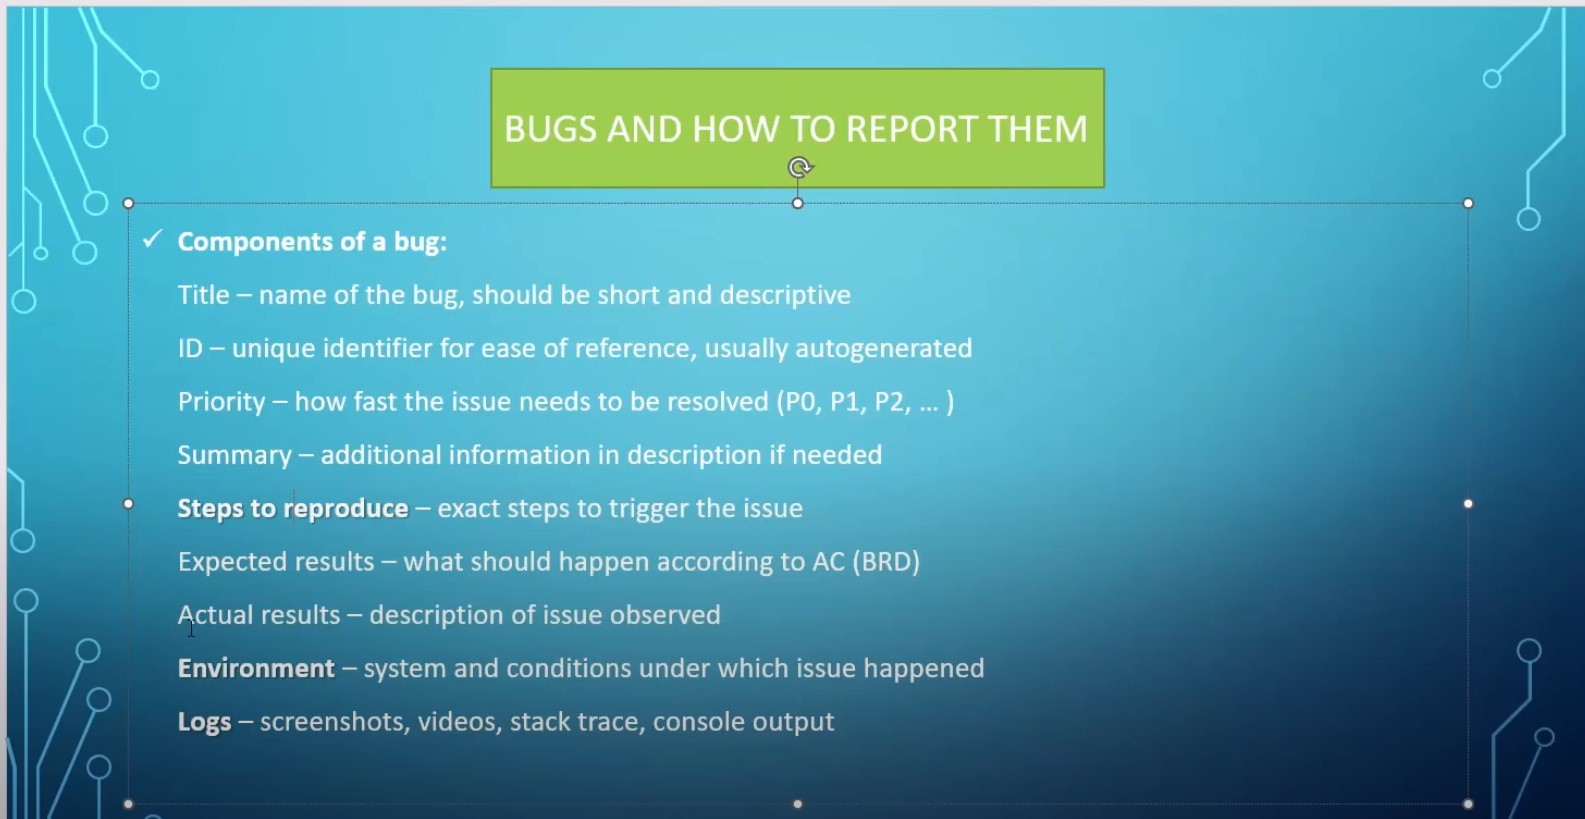 BUGS AND HOW TO REPORT THEM
✓ Components of a bug:
Title – name of the bug, should be short and descriptive
ID – unique identifier for ease of reference, usually autogenerated
Priority – how fast the issue needs to be resolved (P0, P1, P2, ... )
Summary – additional information in description if needed
Steps to reproduce – exact steps to trigger the issue
Expected results – what should happen according to AC (BRD)
Actual results – description of issue observed
Environment – system and conditions under which issue happened
Logs – screenshots, videos, stack trace, console output